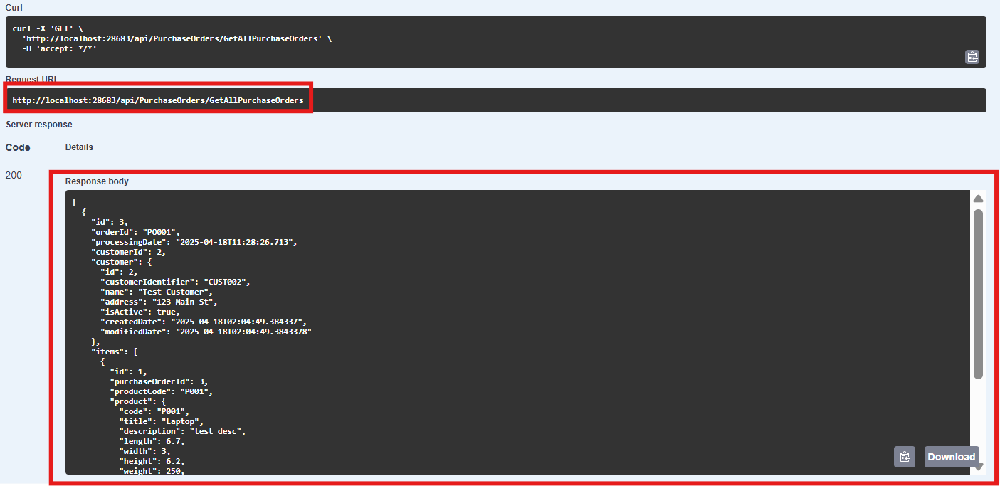 Curl
curl -X 'GET' \
  'http://localhost:28683/api/PurchaseOrders/GetAllPurchaseOrders' \
  -H 'accept: */*'
Request URL
http://localhost:28683/api/PurchaseOrders/GetAllPurchaseOrders
Server response
Code Details
200
Response body
[
  {
    "id": 3,
    "orderId": "PO001",
    "processingDate": "2025-04-18T11:28:26.713",
    "customerId": 2,
    "customer": {
      "id": 2,
      "customerIdentifier": "CUST002",
      "name": "Test Customer",
      "address": "123 Main St",
      "isActive": true,
      "createdDate": "2025-04-18T02:04:49.384337",
      "modifiedDate": "2025-04-18T02:04:49.3843378"
    },
    "items": [
      {
        "id": 1,
        "purchaseOrderId": 3,
        "productCode": "P001",
        "product": {
          "code": "P001",
          "title": "Laptop",
          "description": "test desc",
          "length": 6.7,
          "width": 3,
          "height": 6.2,
          "weight": 250,
Download